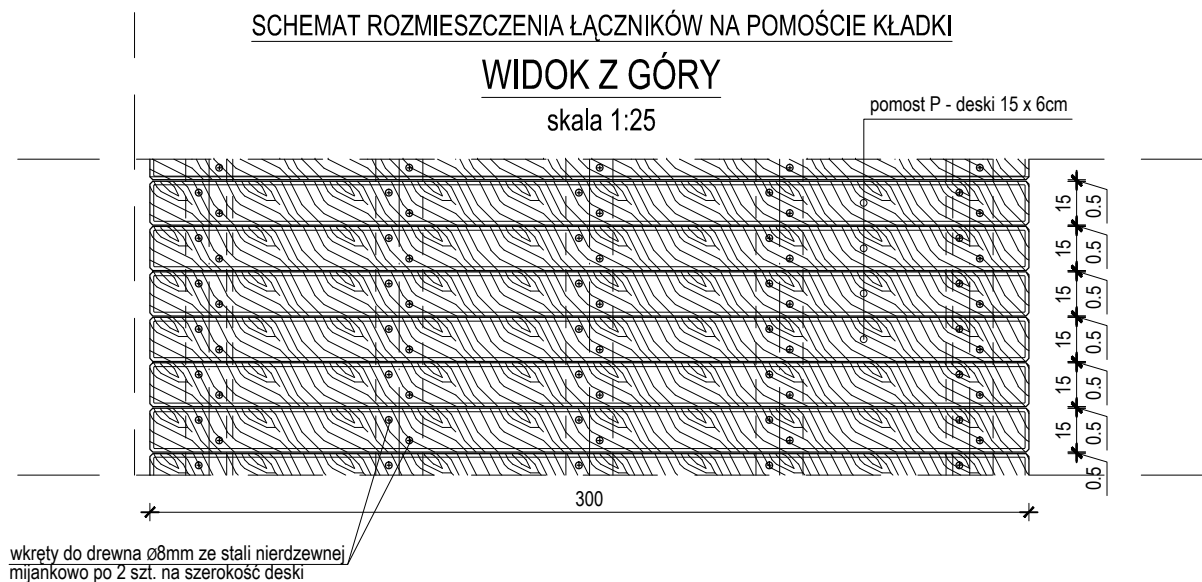 SCHEMAT ROZMIESZCZENIA ŁĄCZNIKÓW NA POMOŚCIE KŁADKI
WIDOK Z GÓRY
skala 1:25
pomost P - deski 15 x 6cm
15
0.5
15
0.5
15
0.5
15
0.5
15
0.5
15
0.5
0.5
300
wkręty do drewna Ø8mm ze stali nierdzewnej
mijankowo po 2 szt. na szerokość deski